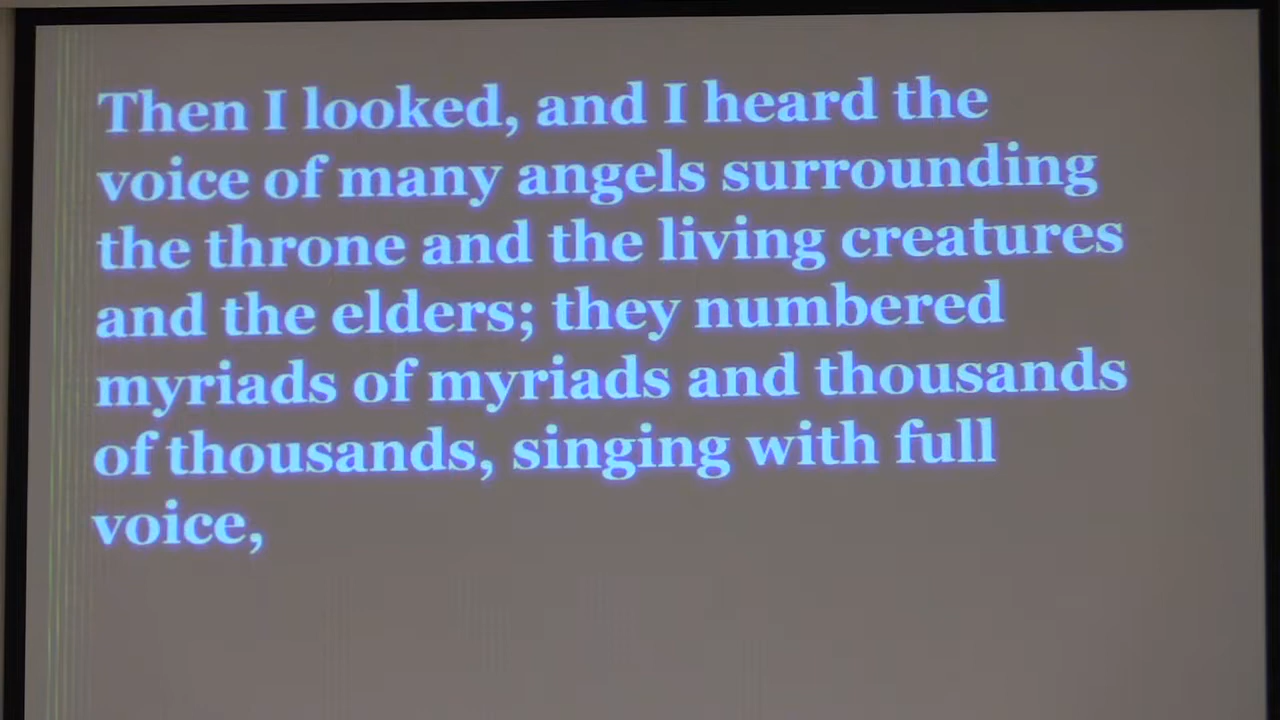 Then I looked, and I heard the
voice of many angels surrounding
the throne and the living creatures
and the elders; they numbered
myriads of myriads and thousands
of thousands, singing with full
voice,